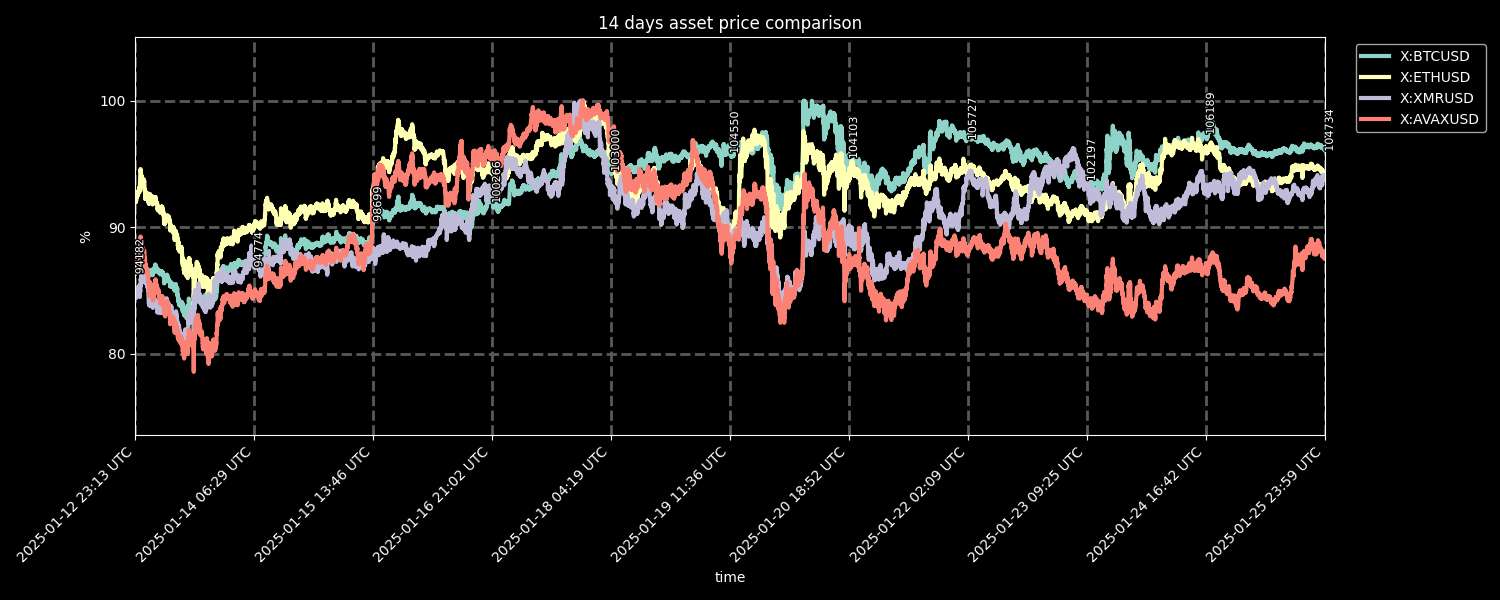 14 days asset price comparison
X:BTCUSD
X:ETHUSD
X:XMRUSD
X:AVAXUSD
%
100
90
80
94182
94774
98699
100266
103000
104550
104103
105727
102197
106189
104734
2025-01-12 23:13 UTC
2025-01-14 06:29 UTC
2025-01-15 13:46 UTC
2025-01-16 21:02 UTC
2025-01-18 04:19 UTC
2025-01-19 11:36 UTC
2025-01-20 18:52 UTC
2025-01-22 02:09 UTC
2025-01-23 09:25 UTC
2025-01-24 16:42 UTC
2025-01-25 23:59 UTC
time